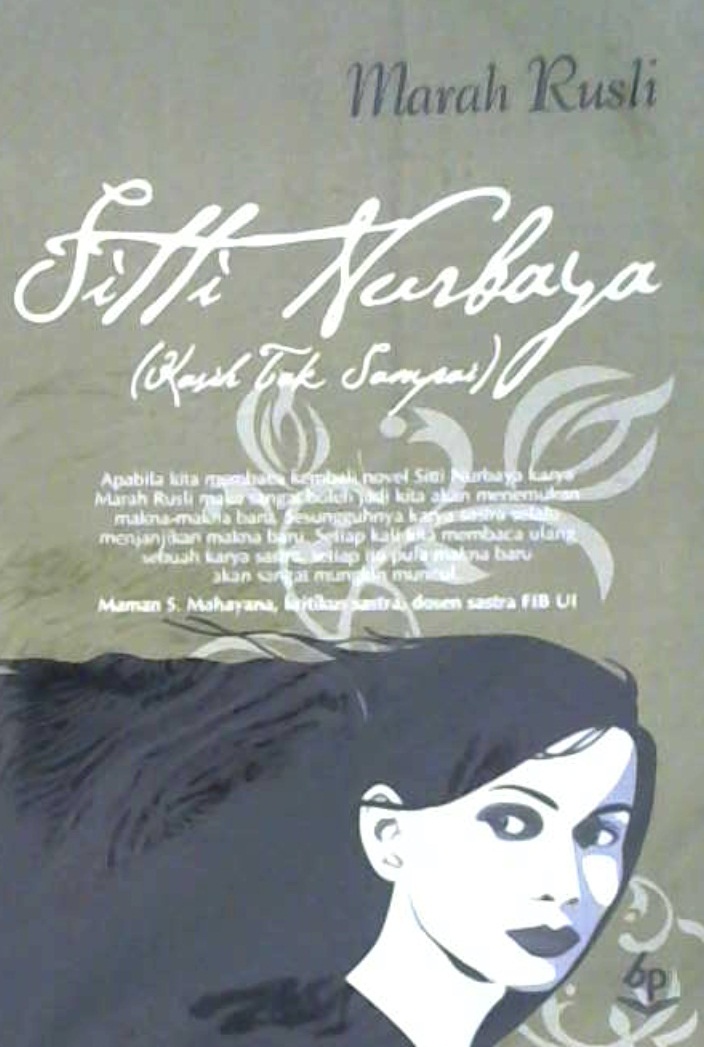 Marah Rusli
Sitti Nurbaya
(Kasih Tak Sampai)
Apabila kita membaca kembali novel Sitti Nurbaya karya
Marah Rusli maka sangat boleh jadi kita akan menemukan
makna-makna baru. Sesungguhnya karya sastra selalu
menjanjikan makna baru. Setiap kali kita membaca ulang
sebuah karya sastra, setiap itu pula makna baru
akan sangat mungkin muncul.
Maman S. Mahayana, kritikus sastra, dosen sastra FIB UI
bp